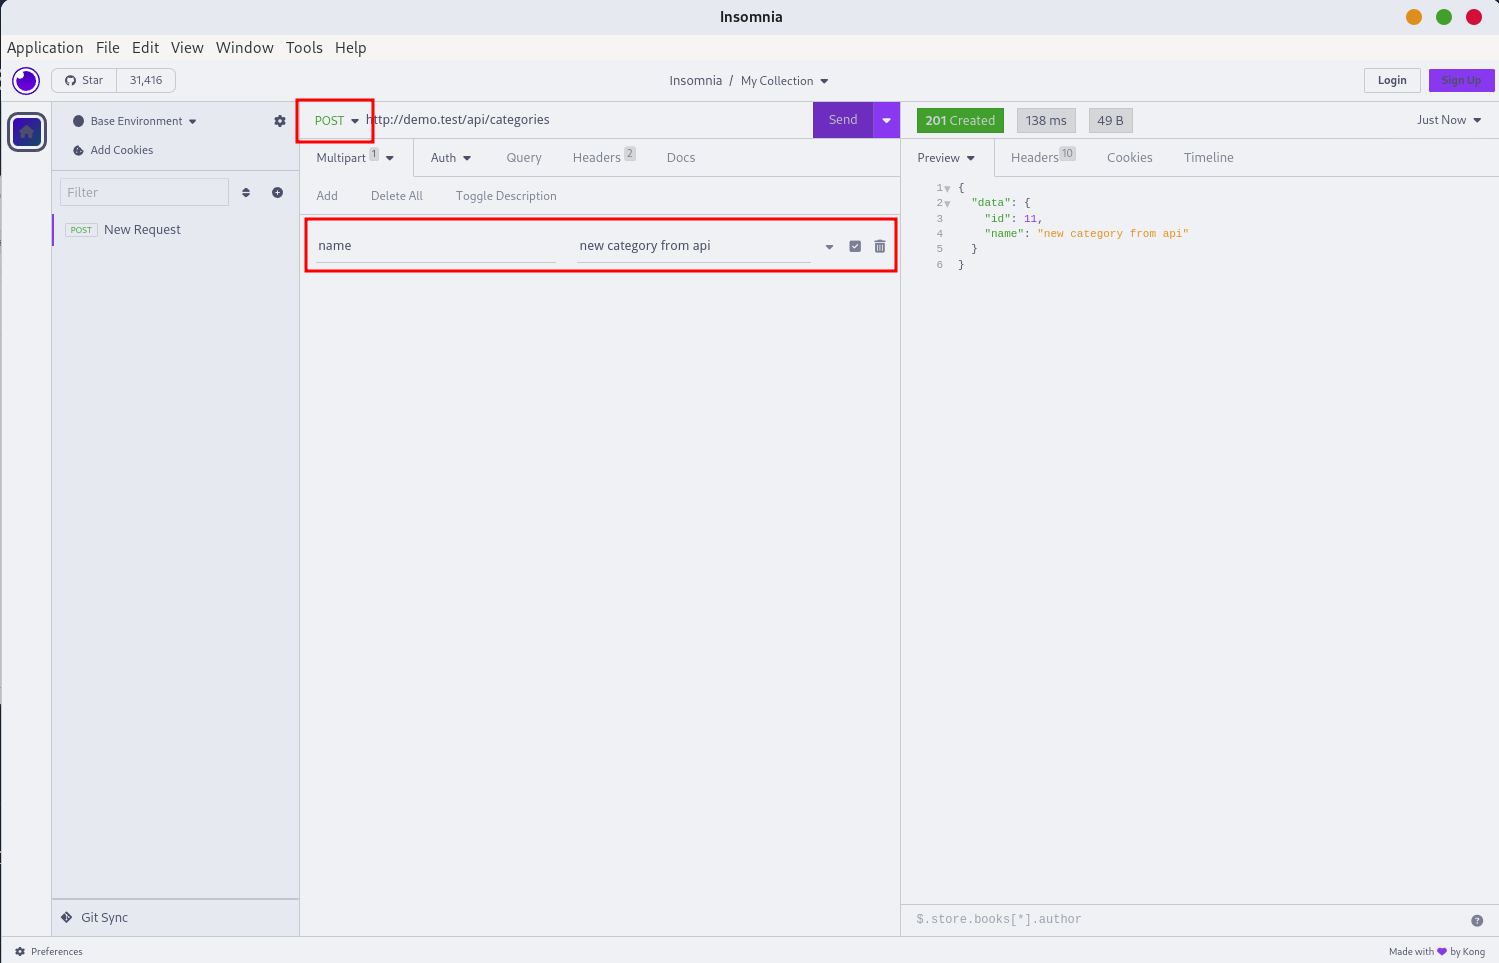 Insomnia
Application File Edit View Window Tools Help
Star 31,416
Insomnia / My Collection
Login Sign Up
Base Environment
Add Cookies
Filter
POST New Request
Git Sync
POST http://demo.test/api/categories Send
Multipart 1 Auth Query Headers 2 Docs
Add Delete All Toggle Description
name new category from api
201 Created 138 ms 49 B Just Now
Preview Headers 10 Cookies Timeline
1 {
2 "data": {
3 "id": 11,
4 "name": "new category from api"
5 }
6 }
$.store.books[*].author
?
Preferences
Made with by Kong